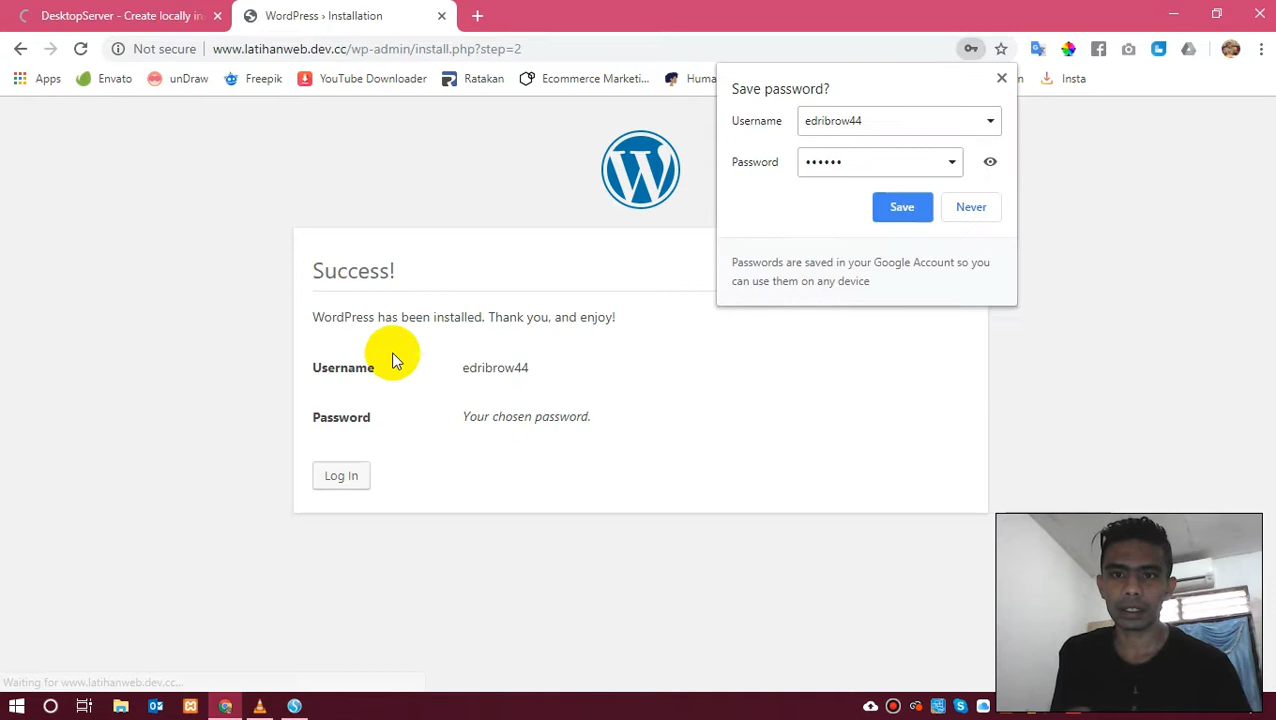 DesktopServer - Create locally in
WordPress › Installation
Not secure
www.latihanweb.dev.cc/wp-admin/install.php?step=2
Apps
Envato
unDraw
Freepik
YouTube Downloader
Ratakan
Ecommerce Marketi...
Huma
n
Insta
Save password?
Username
edribrow44
Password
••••••
Save
Never
Passwords are saved in your Google Account so you
can use them on any device
Success!
WordPress has been installed. Thank you, and enjoy!
Username
edribrow44
Password
Your chosen password.
Log In
Waiting for www.latihanweb.dev.cc...